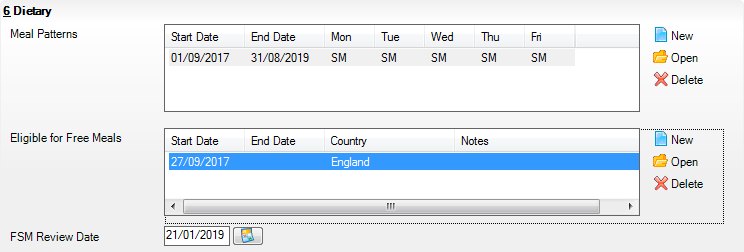 6 Dietary
Meal Patterns
Start Date End Date Mon Tue Wed Thu Fri
01/09/2017 31/08/2019 SM SM SM SM SM
New
Open
Delete
Eligible for Free Meals
Start Date End Date Country Notes
27/09/2017 England
New
Open
Delete
FSM Review Date 21/01/2019